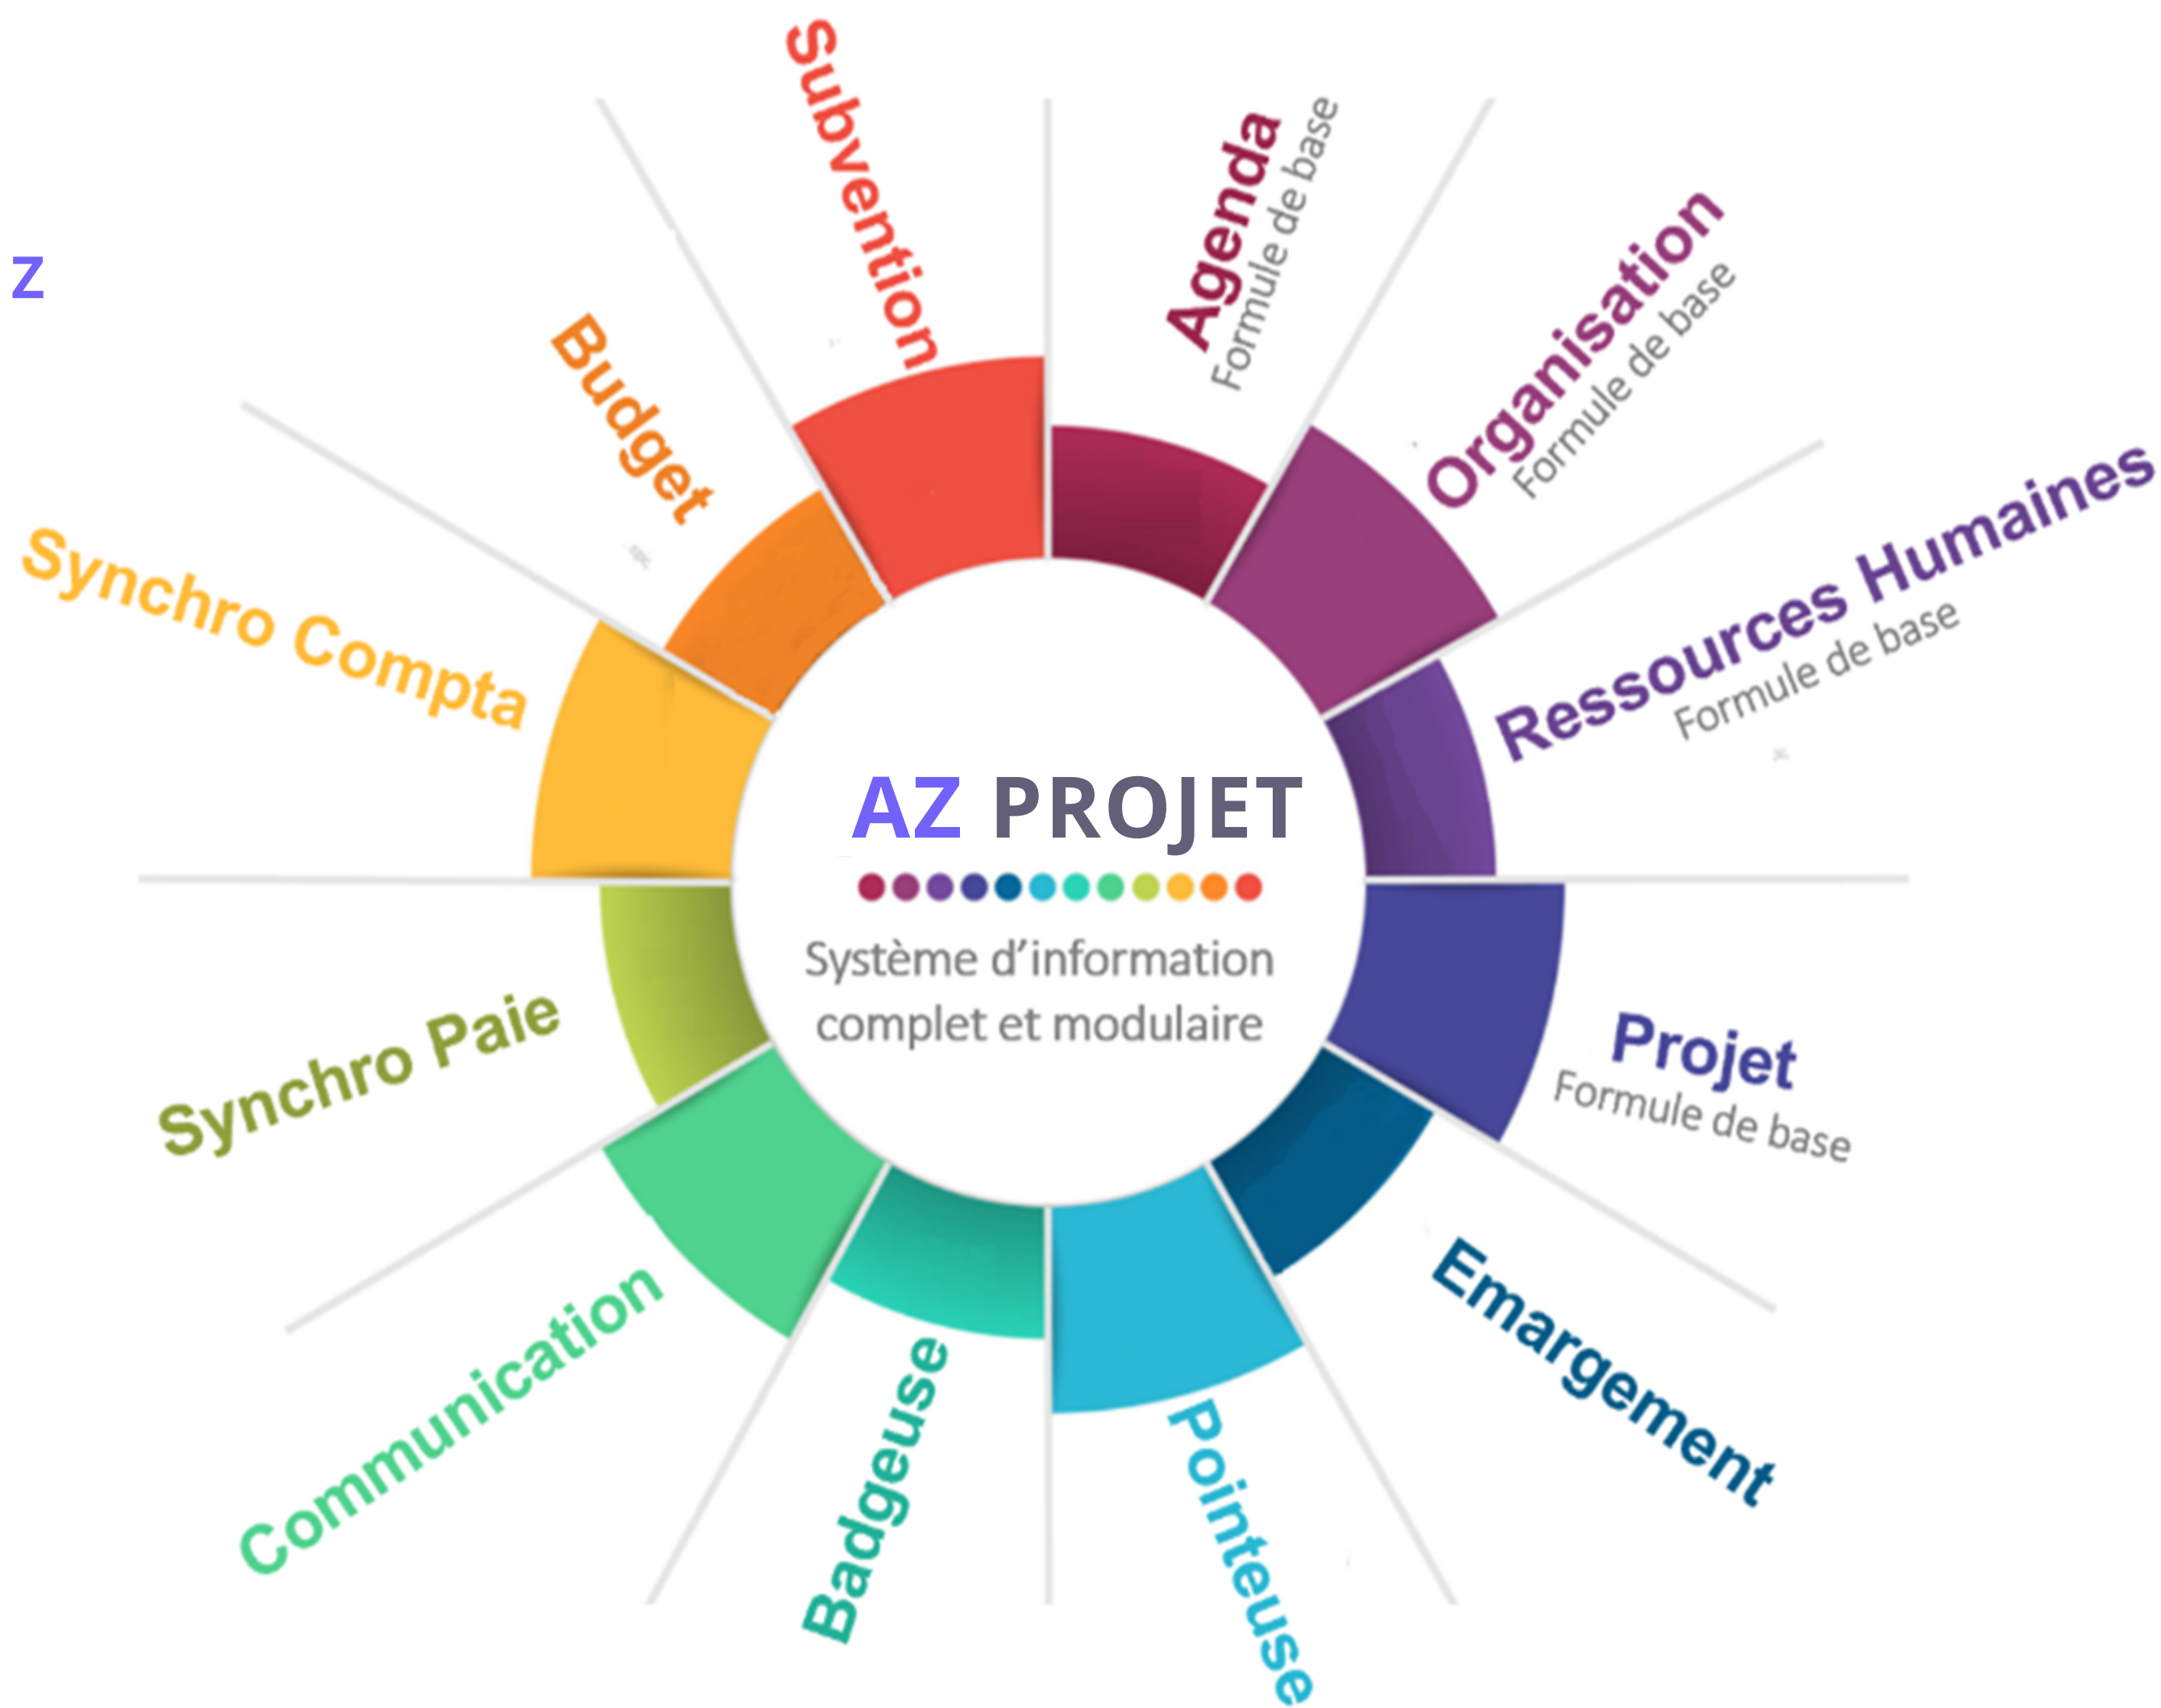 Z
AZ PROJET
Système d'information
complet et modulaire
Agenda
Formule de base
Organisation
Formule de base
Ressources Humaines
Formule de base
Projet
Formule de base
Emargement
Pointeuse
Badgeuse
Communication
Synchro Paie
Synchro Compta
Budget
Subvention